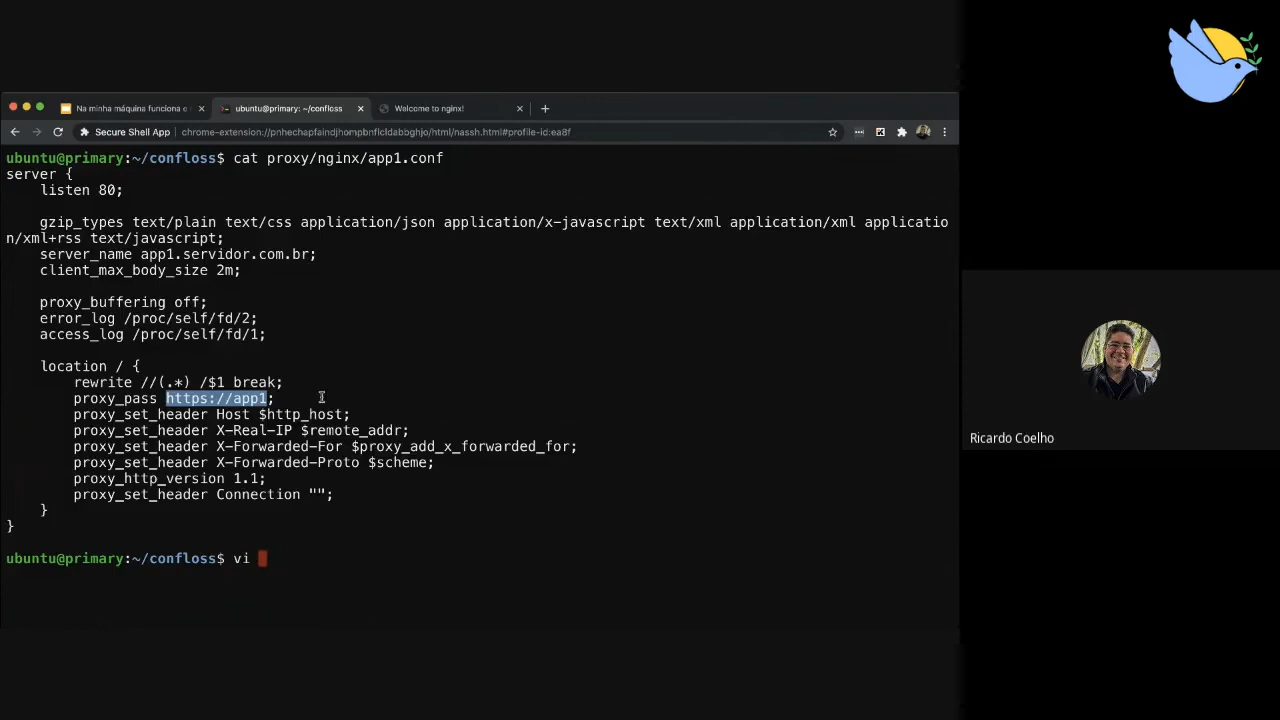 Na minha máquina funciona e
ubuntu@primary: ~/confloss
Welcome to nginx!
Secure Shell App
chrome-extension://pnhechapfaindjhompbnflcldabbghjo/html/nassh.html#profile-id:ea8f
ubuntu@primary:~/confloss$ cat proxy/nginx/app1.conf
server {
    listen 80;
    gzip_types text/plain text/css application/json application/x-javascript text/xml application/xml applicatio
n/xml+rss text/javascript;
    server_name app1.servidor.com.br;
    client_max_body_size 2m;
    proxy_buffering off;
    error_log /proc/self/fd/2;
    access_log /proc/self/fd/1;
    location / {
        rewrite //(.*) /$1 break;
        proxy_pass https://app1;
        proxy_set_header Host $http_host;
        proxy_set_header X-Real-IP $remote_addr;
        proxy_set_header X-Forwarded-For $proxy_add_x_forwarded_for;
        proxy_set_header X-Forwarded-Proto $scheme;
        proxy_http_version 1.1;
        proxy_set_header Connection "";
    }
}
ubuntu@primary:~/confloss$ vi
Ricardo Coelho